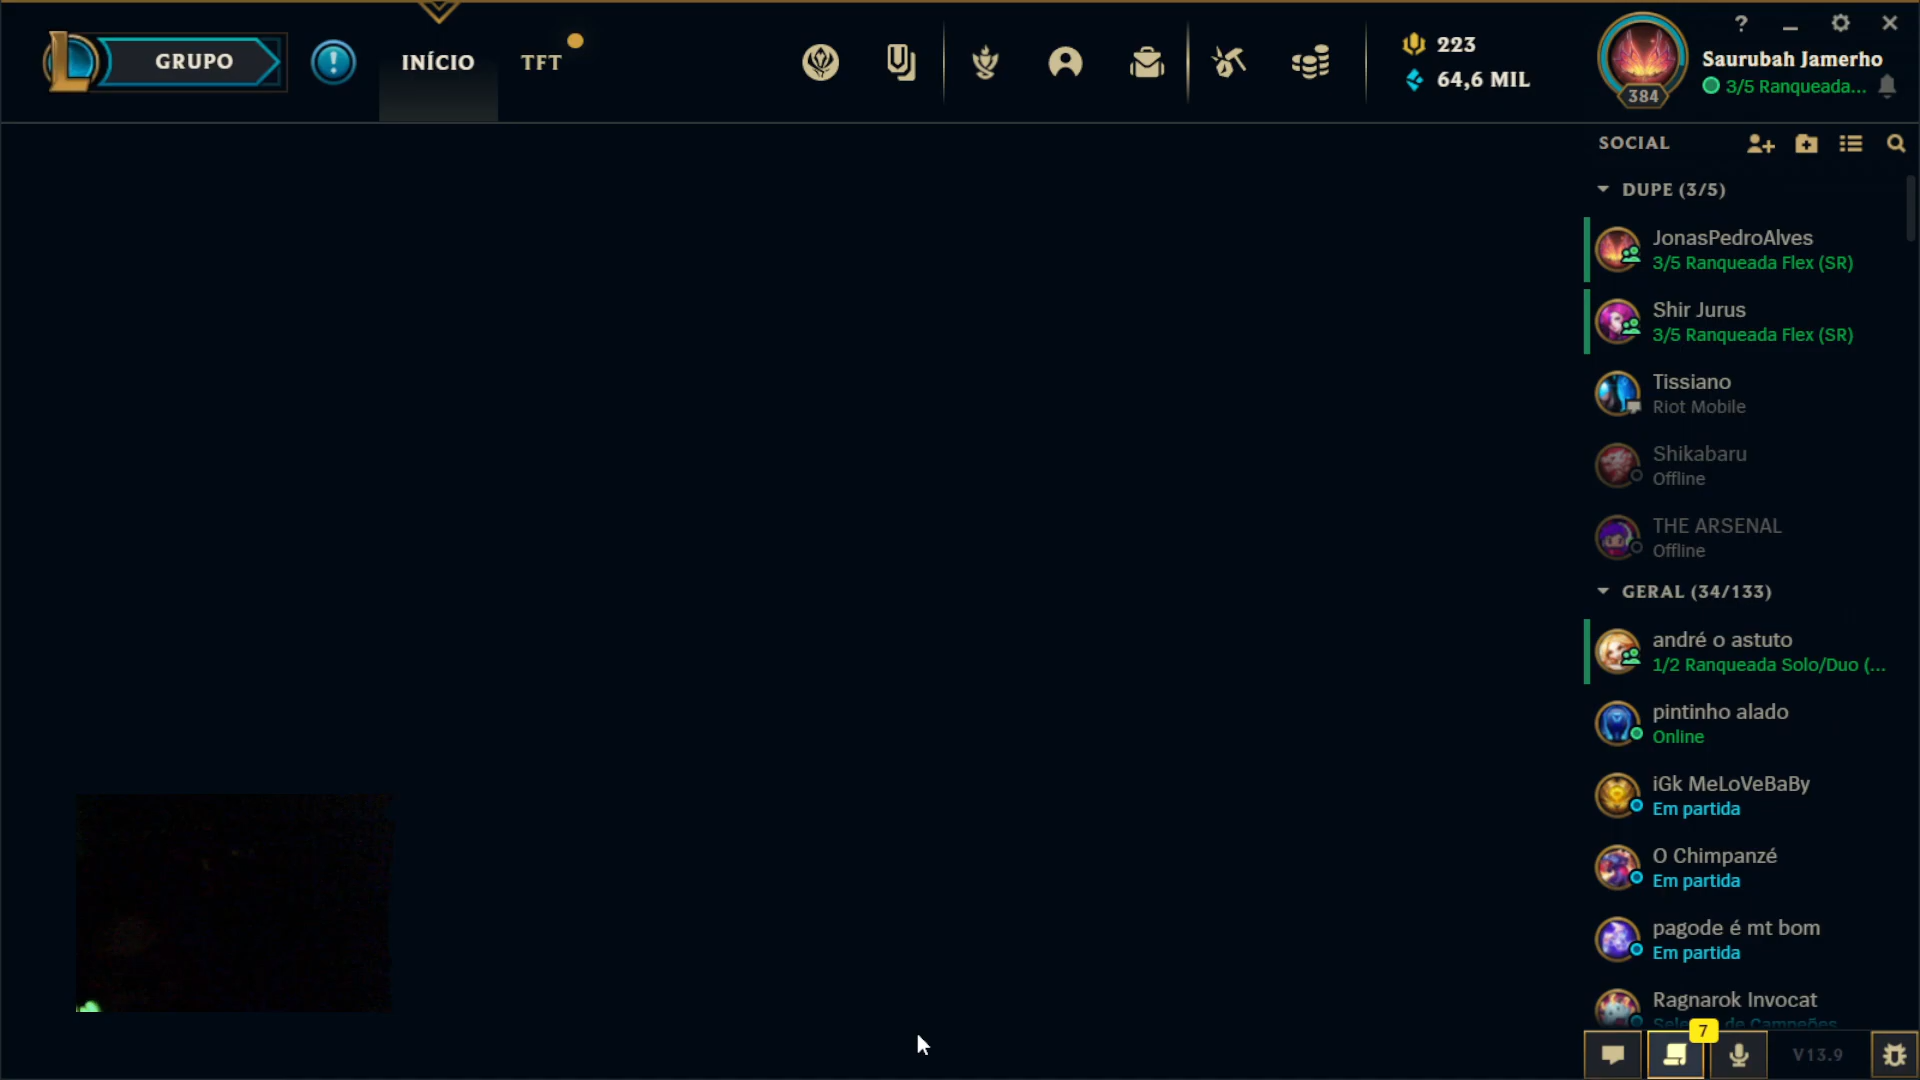 GRUPO
INÍCIO
TFT
223
64,6 MIL
384
?
Saurubah Jamerho
3/5 Ranqueada...
SOCIAL
DUPE (3/5)
JonasPedroAlves
3/5 Ranqueada Flex (SR)
Shir Jurus
3/5 Ranqueada Flex (SR)
Tissiano
Riot Mobile
Shikabaru
Offline
THE ARSENAL
Offline
GERAL (34/133)
andré o astuto
1/2 Ranqueada Solo/Duo (...
pintinho alado
Online
iGk MeLoVeBaBy
Em partida
O Chimpanzé
Em partida
pagode é mt bom
Em partida
Ragnarok Invocat
de Campeões
7
V13.9